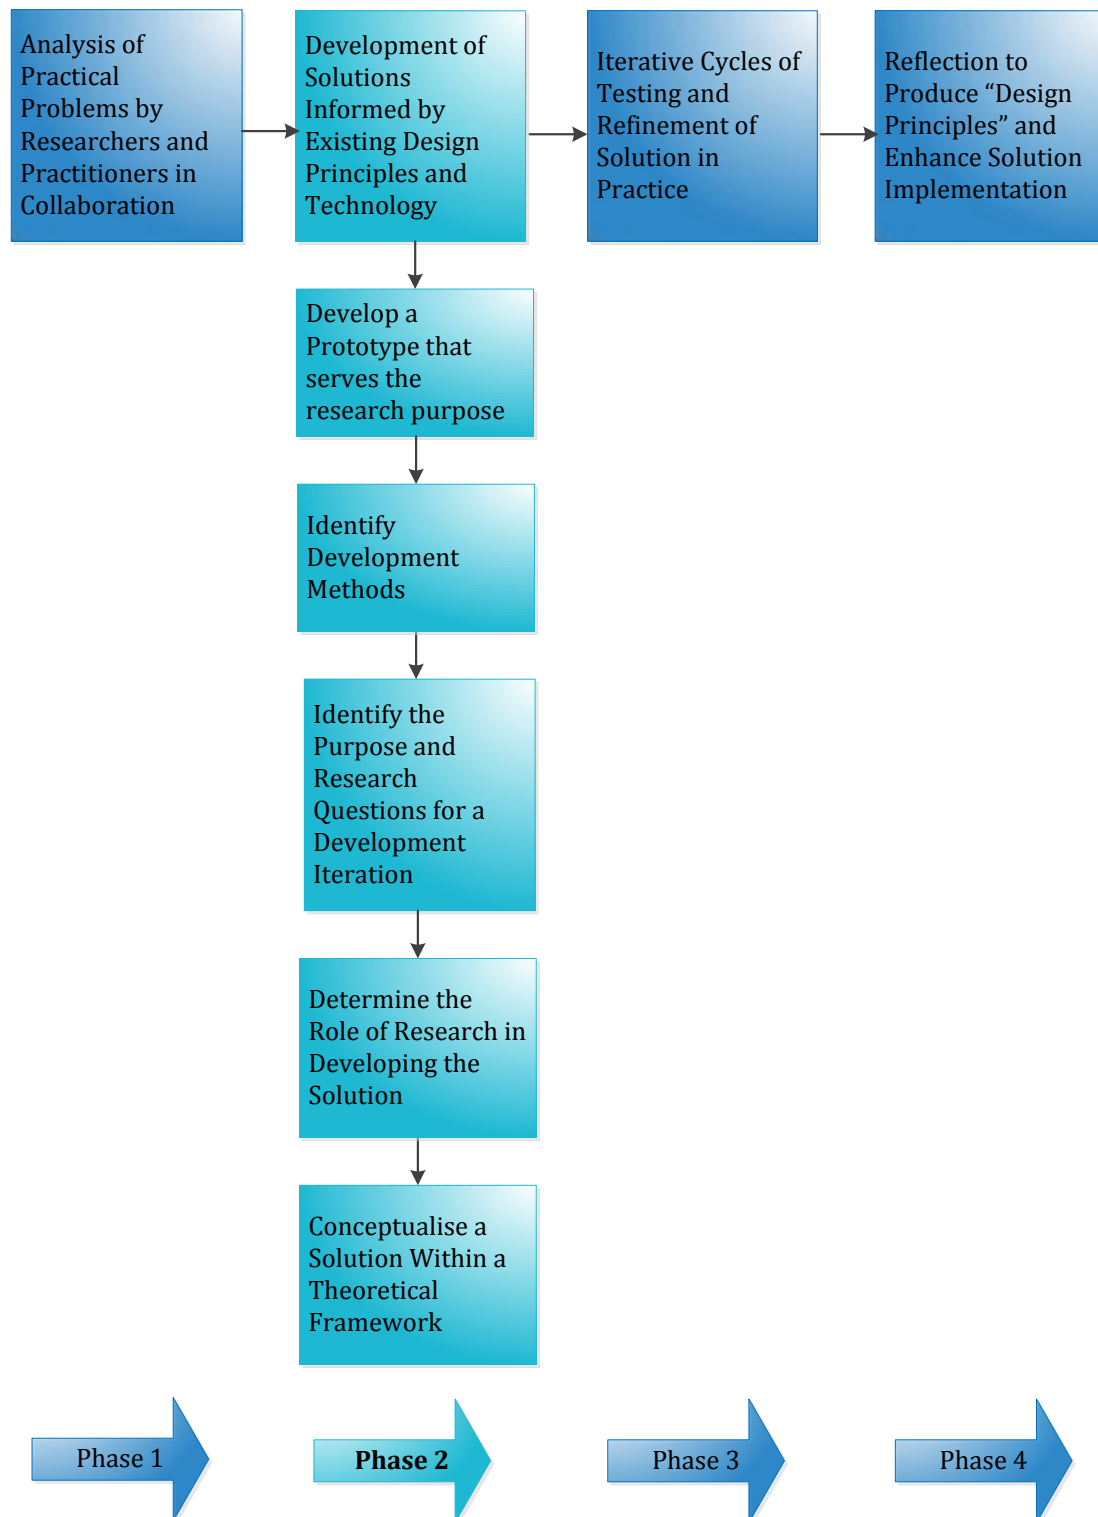 Analysis of
Practical
Problems by
Researchers and
Practitioners in
Collaboration
Development of
Solutions
Informed by
Existing Design
Principles and
Technology
Iterative Cycles of
Testing and
Refinement of
Solution in
Practice
Reflection to
Produce “Design
Principles” and
Enhance Solution
Implementation
Develop a
Prototype that
serves the
research purpose
Identify
Development
Methods
Identify the
Purpose and
Research
Questions for a
Development
Iteration
Determine the
Role of Research in
Developing the
Solution
Conceptualise a
Solution Within a
Theoretical
Framework
Phase 1
Phase 2
Phase 3
Phase 4